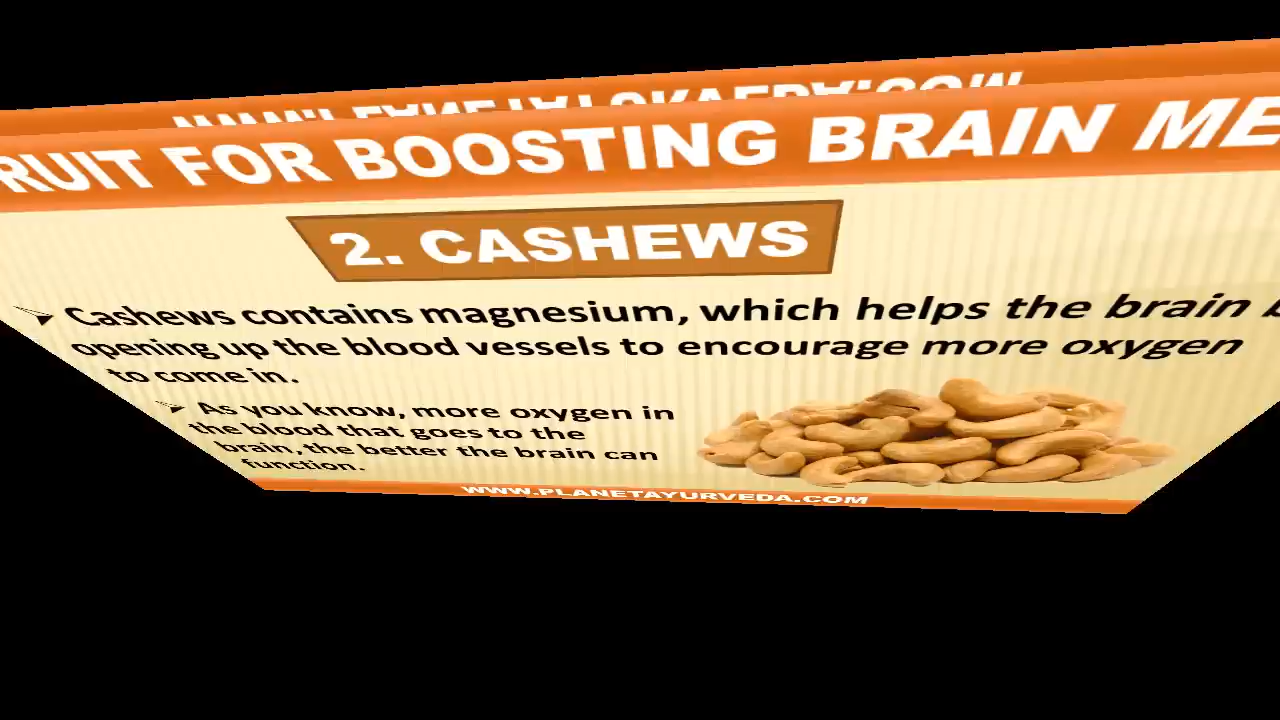 RUIT FOR BOOSTING BRAIN ME
2. CASHEWS
Cashews contains magnesium, which helps the brain b
opening up the blood vessels to encourage more oxygen
to come in.
As you know, more oxygen in
the blood that goes to the
brain, the better the brain can
function.
WWW.PLANETAYURVEDA.COM